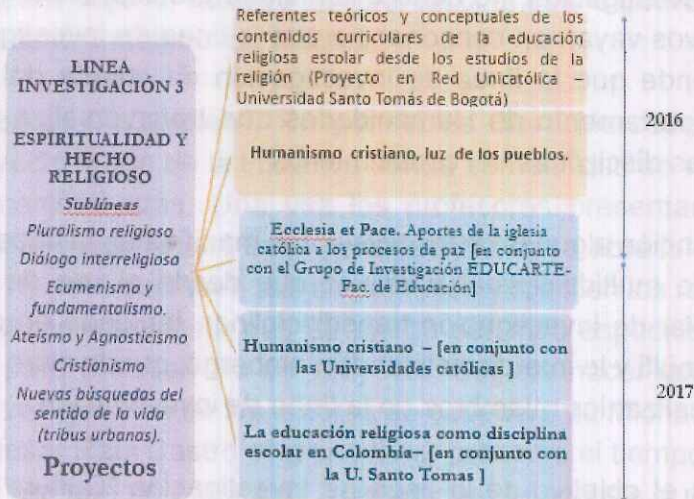 LINEA
INVESTIGACIÓN 3
ESPIRITUALIDAD Y
HECHO
RELIGIOSO
Sublíneas
Pluralismo religioso
Diálogo interreligioso
Ecumenismo y
fundamentalismo.
Ateísmo y Agnosticismo
Cristianismo
Nuevas búsquedas del
sentido de la vida
(tribus urbanas).
Proyectos
Referentes teóricos y conceptuales de los
contenidos curriculares de la educación
religiosa escolar desde los estudios de la
religión (Proyecto en Red Unicatólica
Universidad Santo Tomás de Bogotá)
Humanismo cristiano, luz de los pueblos.
2016
Ecclesia et Pace. Aportes de la iglesia
católica a los procesos de paz [en conjunto
con el Grupo de Investigación EDUCARTE-
Fac. de Educación]
Humanismo cristiano – [en conjunto con
las Universidades católicas ]
La educación religiosa como disciplina
escolar en Colombia– [en conjunto con
la U. Santo Tomas ]
2017